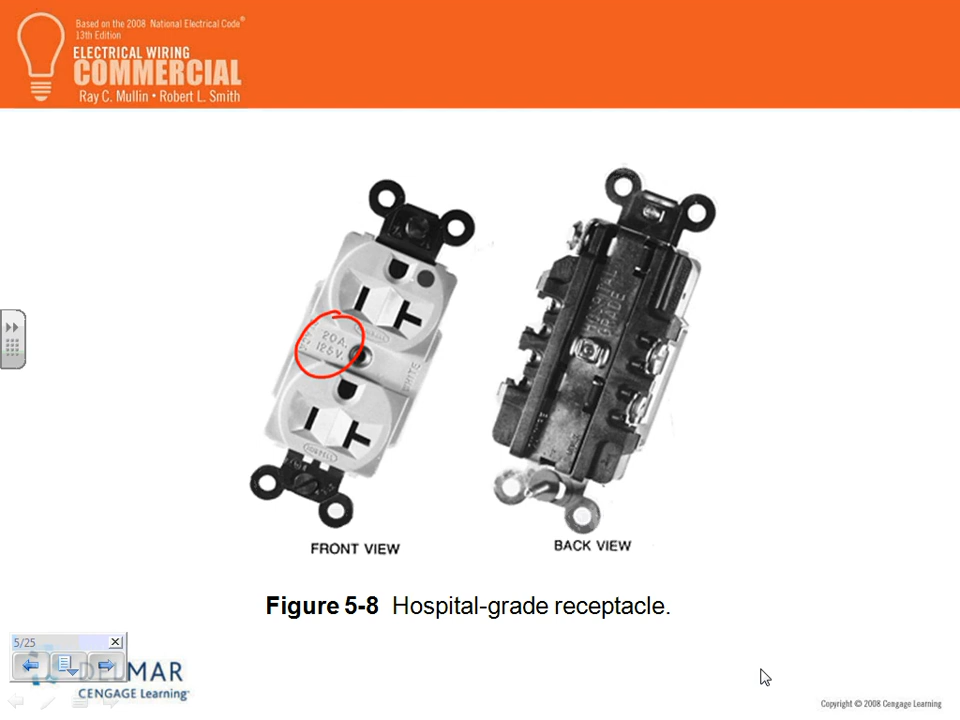 Based on the 2008 National Electrical Code®
13th Edition
ELECTRICAL WIRING
COMMERCIAL
Ray C. Mullin • Robert L. Smith
20A.
125V.
WHITE
HOSPITAL
GRADE
FRONT VIEW
BACK VIEW
Figure 5-8 Hospital-grade receptacle.
5/25
DELMAR
CENGAGE Learning
Copyright © 2008 Cengage Learning